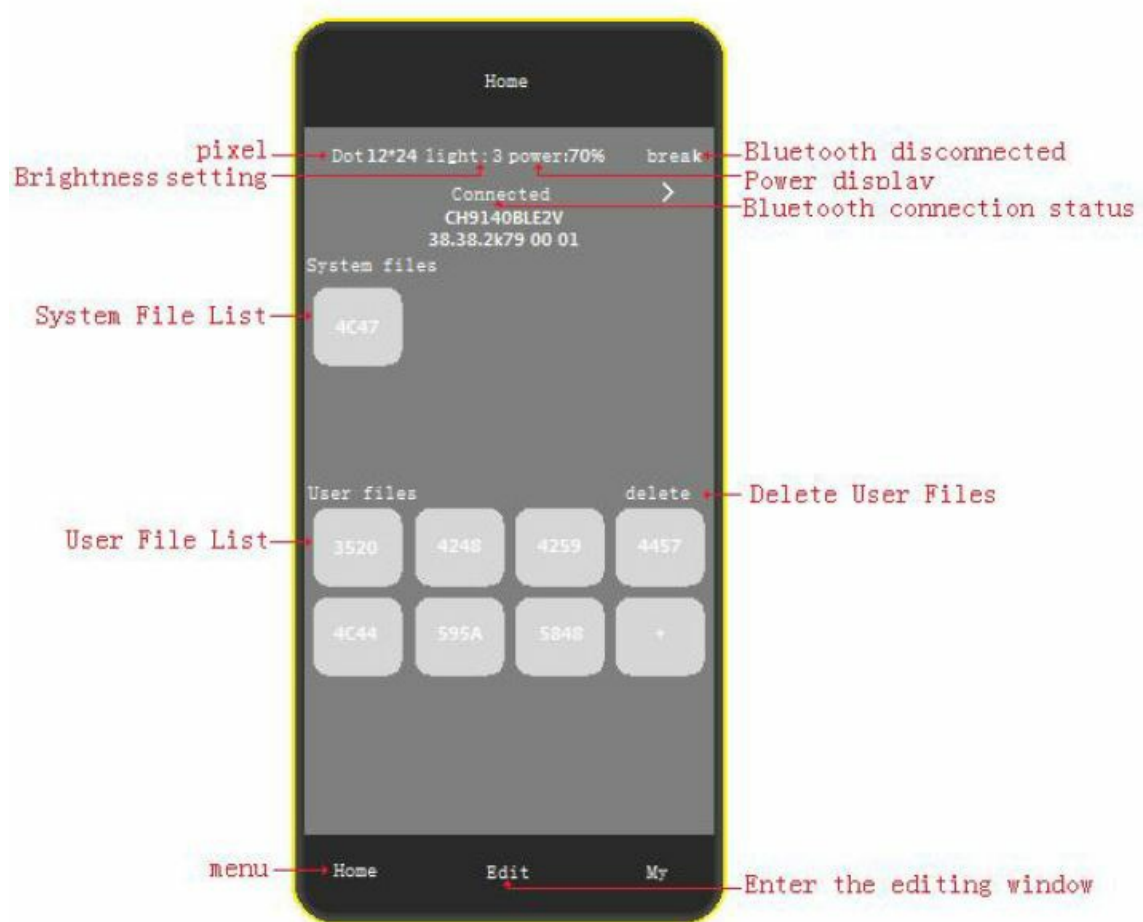 Home
pixel
Dot 12*24 light:3 power:70% break
Bluetooth disconnected
Brightness setting
Power display
Connected
Bluetooth connection status
CH9140BLE2V
38.38.2k79 00 01
System files
System File List
4C47
User files
delete
Delete User Files
User File List
3520 4248 4259 4457
4C44 595A 5848 +
menu
Home Edit My
Enter the editing window